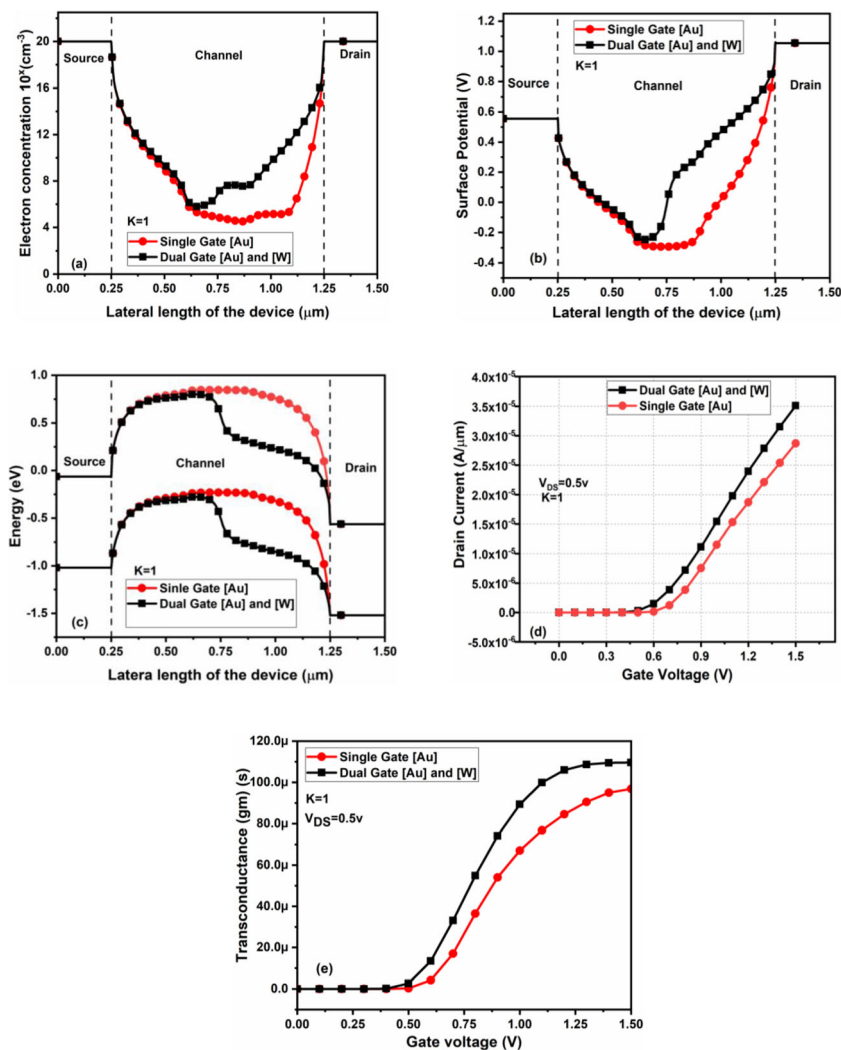 20
16
12
8
4
0
Source
Channel
Drain
K=1
Single Gate [Au]
Dual Gate [Au] and [W]
(a)
0.00 0.25 0.50 0.75 1.00 1.25 1.50
Lateral length of the device (μm)
Electron concentration 10ˣ(cm⁻³)
1.2
1.0
0.8
0.6
0.4
0.2
0.0
-0.2
-0.4
Single Gate [Au]
Dual Gate [Au] and [W]
K=1
Source
Channel
Drain
(b)
0.00 0.25 0.50 0.75 1.00 1.25 1.50
Lateral length of the device (μm)
Surface Potential (V)
1.0
0.5
0.0
-0.5
-1.0
-1.5
Source
Channel
Drain
K=1
Sinle Gate [Au]
Dual Gate [Au] and [W]
(c)
0.00 0.25 0.50 0.75 1.00 1.25 1.50
Latera length of the device (μm)
Energy (eV)
4.0x10⁻⁵
3.5x10⁻⁵
3.0x10⁻⁵
2.5x10⁻⁵
2.0x10⁻⁵
1.5x10⁻⁵
1.0x10⁻⁵
5.0x10⁻⁶
0.0
-5.0x10⁻⁶
Dual Gate [Au] and [W]
Single Gate [Au]
V_DS=0.5v
K=1
(d)
0.0 0.3 0.6 0.9 1.2 1.5
Gate Voltage (V)
Drain Current (A/μm)
120.0μ
100.0μ
80.0μ
60.0μ
40.0μ
20.0μ
0.0
Single Gate [Au]
Dual Gate [Au] and [W]
K=1
V_DS=0.5v
(e)
0.00 0.25 0.50 0.75 1.00 1.25 1.50
Gate voltage (V)
Transconductance (gm) (s)